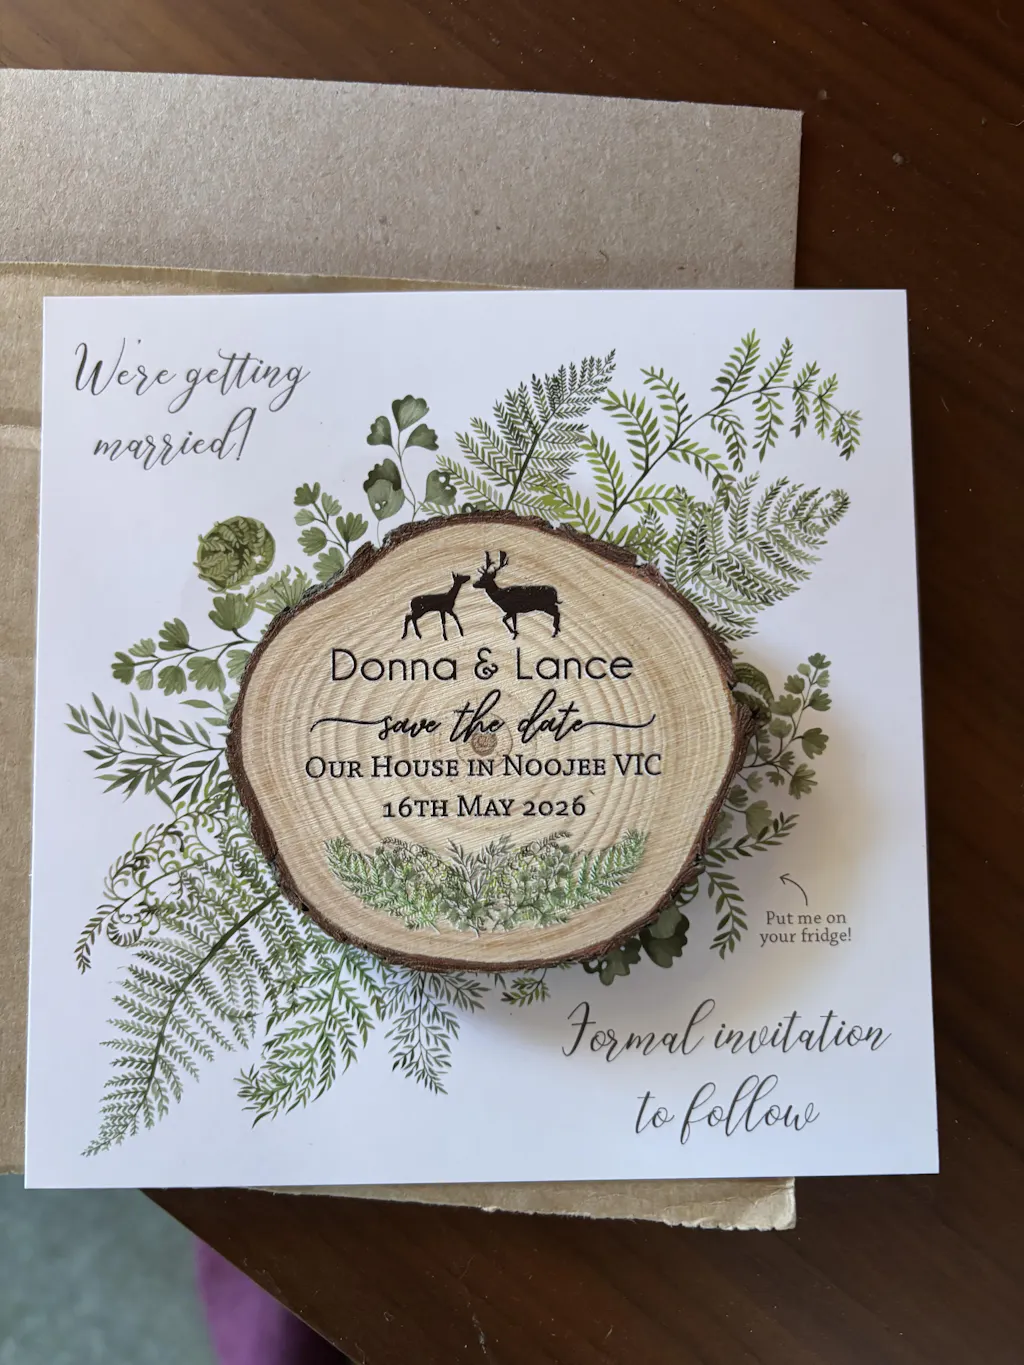 We're getting
married!
Donna & Lance
save the date
Our House in Noojee VIC
16th May 2026
Put me on
your fridge!
Formal invitation
to follow